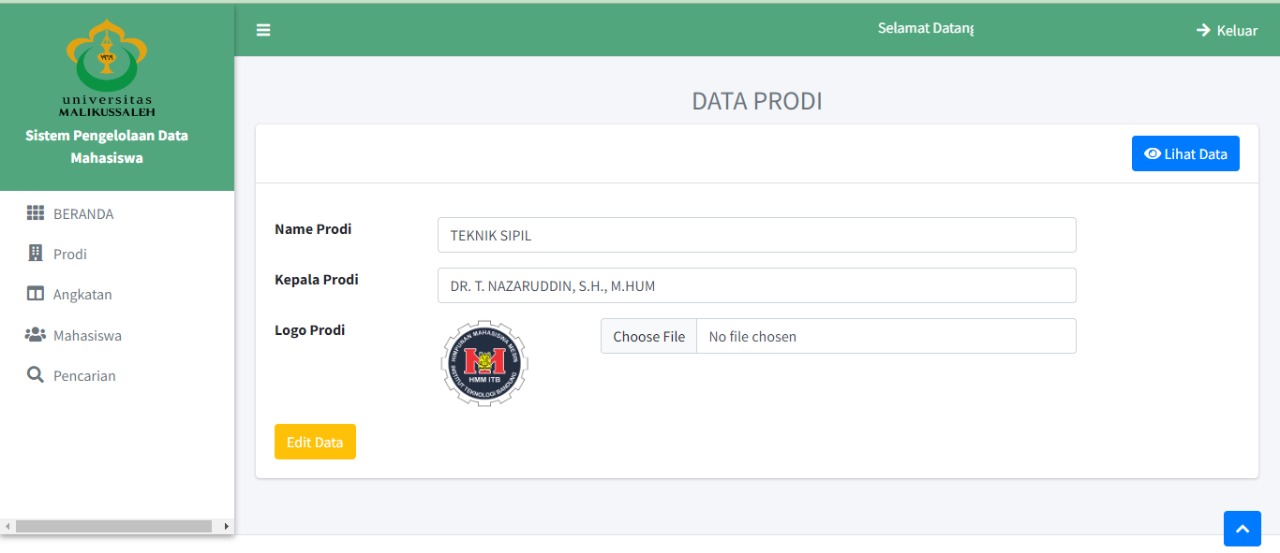 universitas
MALIKUSSALEH
Sistem Pengelolaan Data
Mahasiswa
BERANDA
Prodi
Angkatan
Mahasiswa
Pencarian
Selamat Datang
Keluar
DATA PRODI
Lihat Data
Name Prodi
TEKNIK SIPIL
Kepala Prodi
DR. T. NAZARUDDIN, S.H., M.HUM
Logo Prodi
HIMPUNAN MAHASISWA MESIN
HMM ITB
INSTITUT TEKNOLOGI BANDUNG
Choose File No file chosen
Edit Data